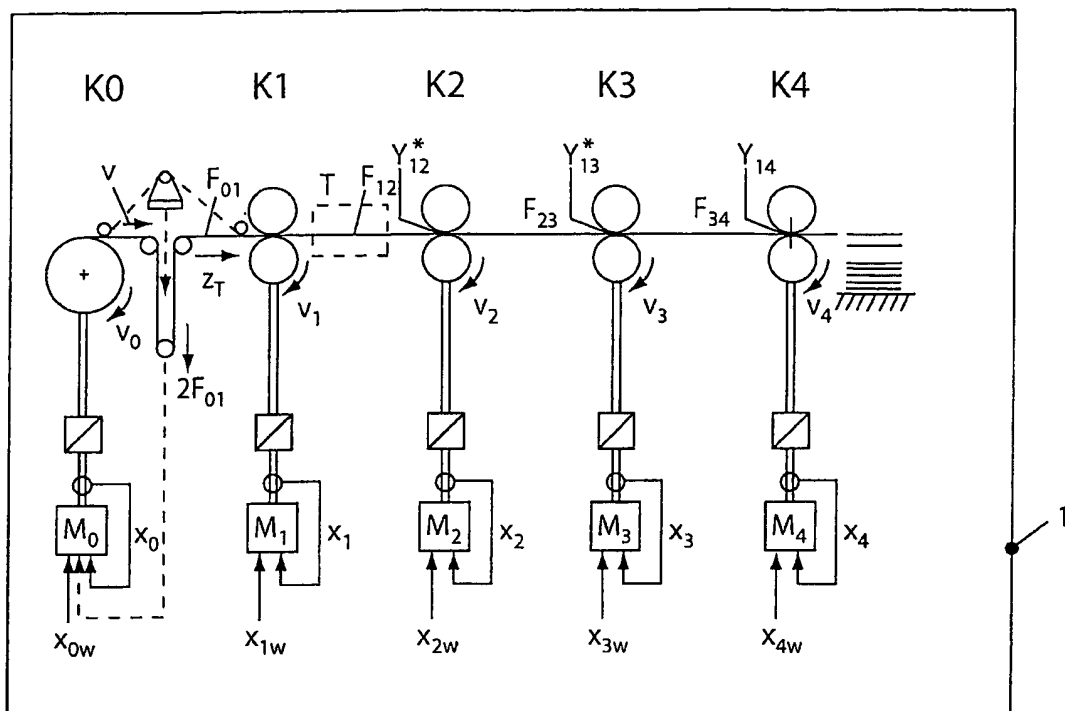 K0 K1 K2 K3 K4
Y*12 Y*13 Y14
v F01 T F12 F23 F34
zT
v0 v1 v2 v3 v4
2F01
1
M0 x0 M1 x1 M2 x2 M3 x3 M4 x4
x0w x1w x2w x3w x4w